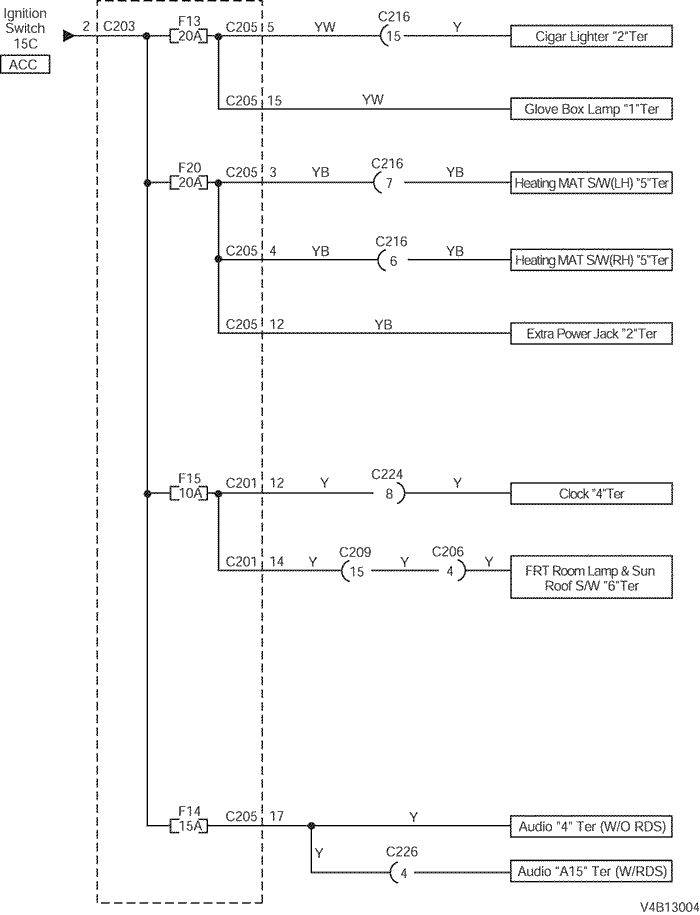 Ignition
Switch
15C
ACC
2 C203 F13 20A C205 5 YW C216 15 Y Cigar Lighter "2"Ter
C205 15 YW Glove Box Lamp "1"Ter
F20 20A C205 3 YB C216 7 YB Heating MAT S/W(LH) "5"Ter
C205 4 YB C216 6 YB Heating MAT S/W(RH) "5"Ter
C205 12 YB Extra Power Jack "2"Ter
F15 10A C201 12 Y C224 8 Y Clock "4"Ter
C201 14 Y C209 15 Y C206 4 Y FRT Room Lamp & Sun
Roof S/W "6"Ter
F14 15A C205 17 Y Audio "4" Ter (W/O RDS)
Y C226 4 Audio "A15" Ter (W/RDS)
V4B13004